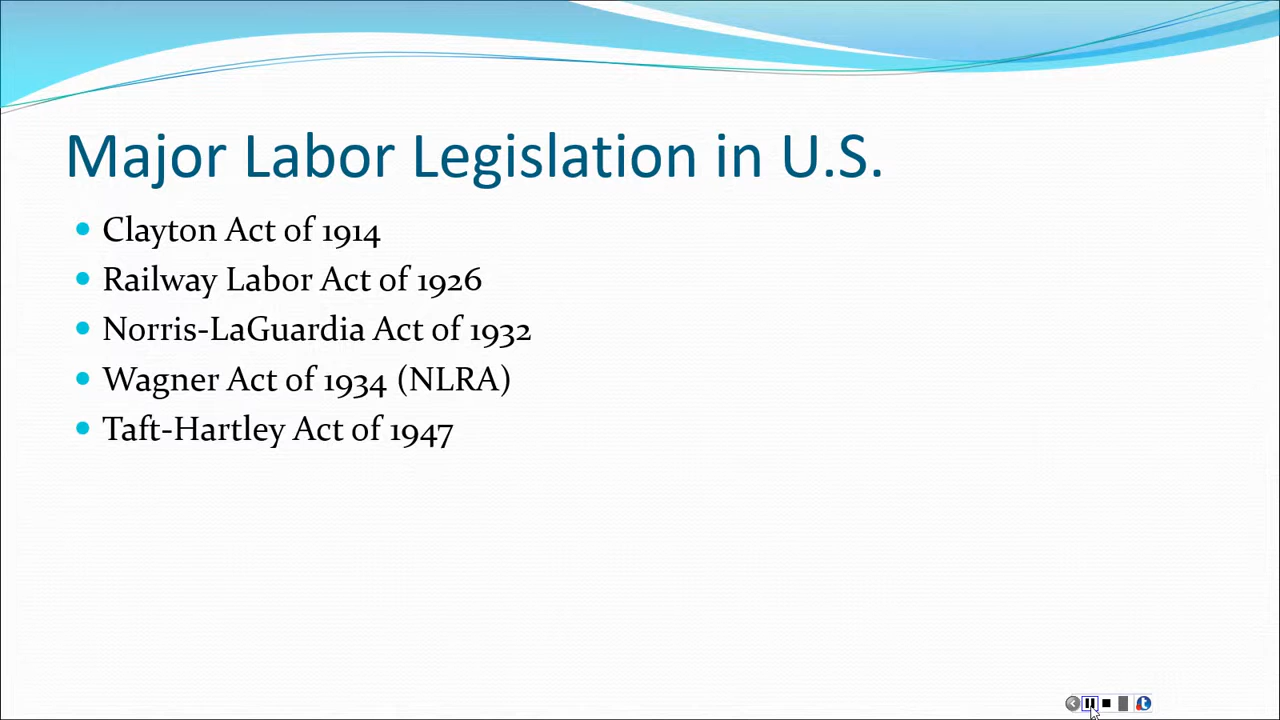 Major Labor Legislation in U.S.
Clayton Act of 1914
Railway Labor Act of 1926
Norris-LaGuardia Act of 1932
Wagner Act of 1934 (NLRA)
Taft-Hartley Act of 1947